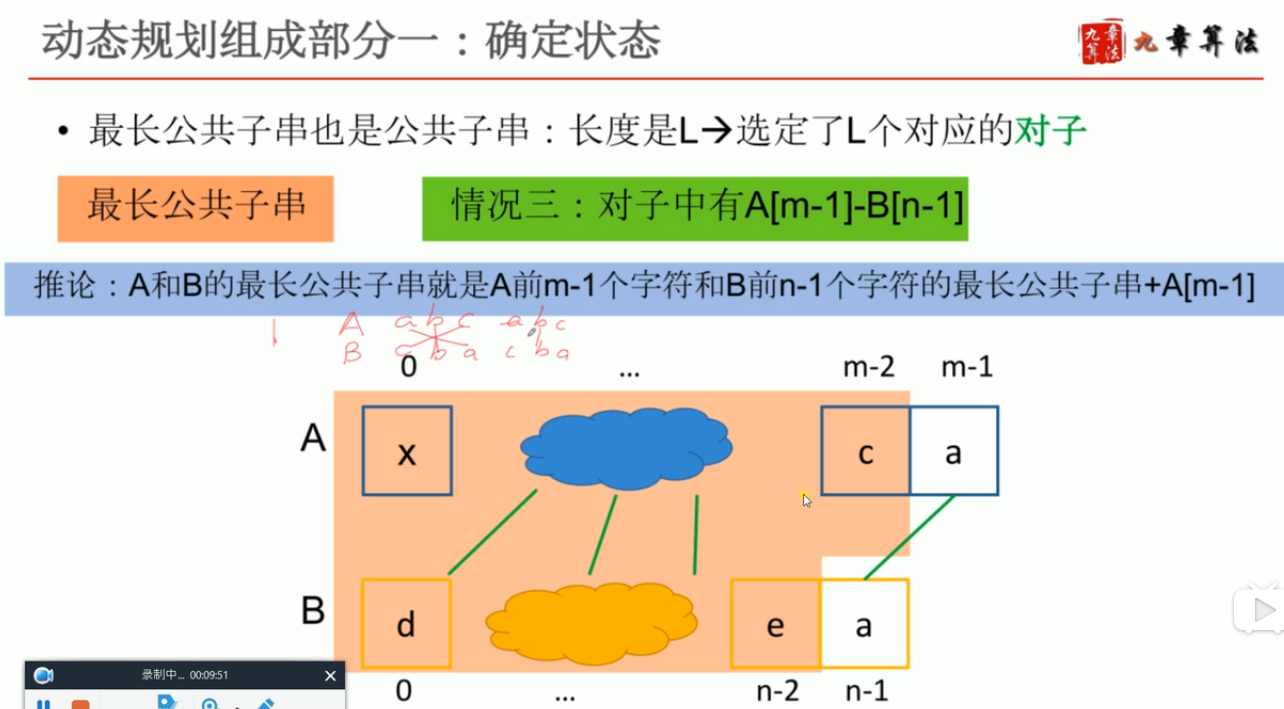 动态规划组成部分一：确定状态
九章算法 九章算法
• 最长公共子串也是公共子串：长度是L→选定了L个对应的对子
最长公共子串 情况三：对子中有A[m-1]-B[n-1]
推论：A和B的最长公共子串就是A前m-1个字符和B前n-1个字符的最长公共子串+A[m-1]
1 A a b c a b c
B c b a c b a
0 ... m-2 m-1
A x c a
B d e a
0 ... n-2 n-1
录制中... 00:09:51